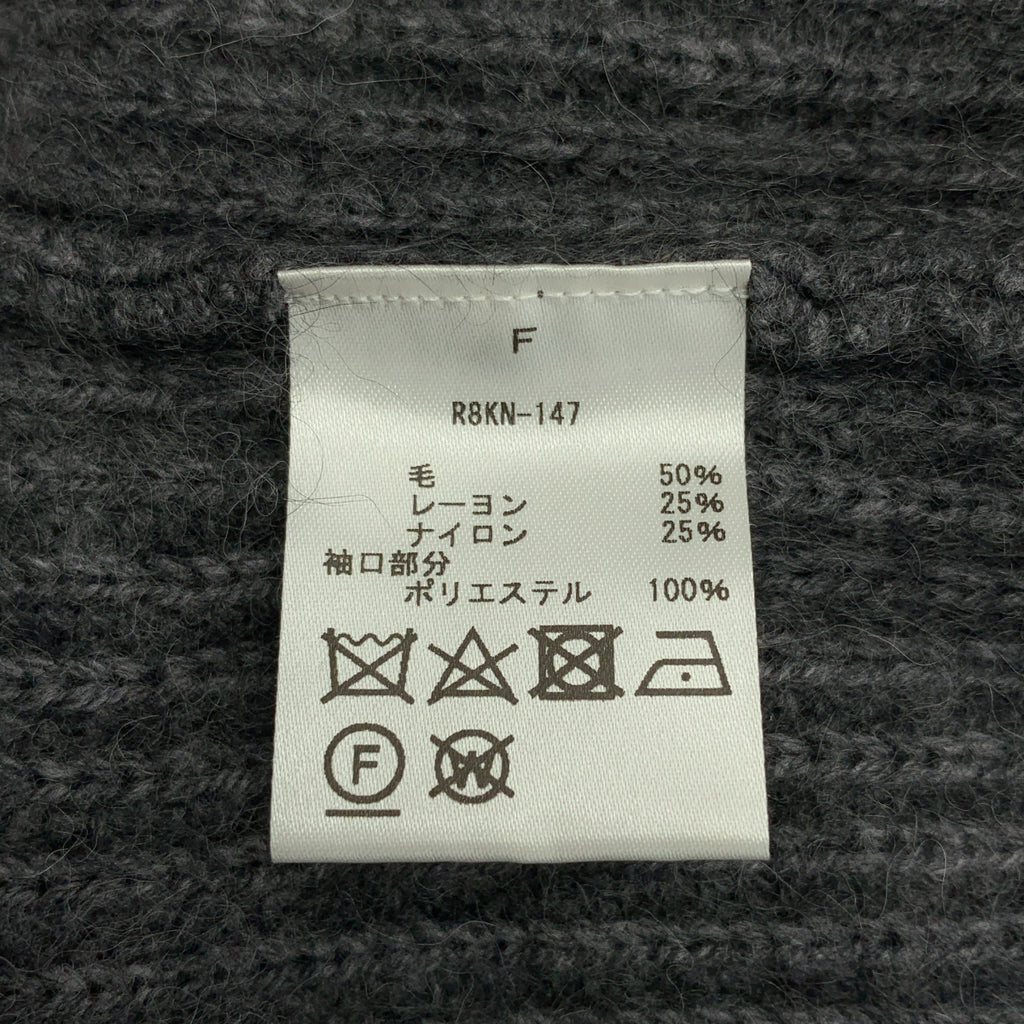 F
R8KN-147
毛 50%
レーヨン 25%
ナイロン 25%
袖口部分
ポリエステル 100%
F W